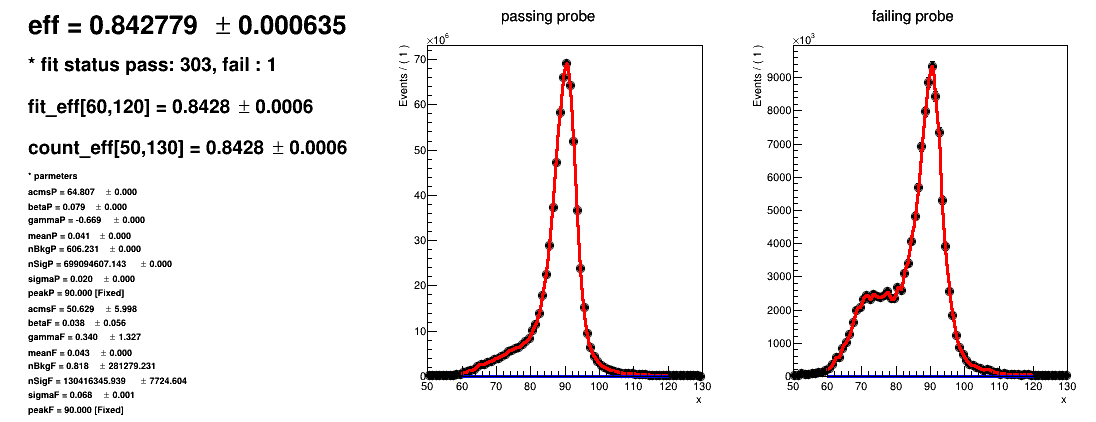 eff = 0.842779 ± 0.000635
* fit status pass: 303, fail : 1
fit_eff[60,120] = 0.8428 ± 0.0006
count_eff[50,130] = 0.8428 ± 0.0006
* parmeters
acmsP = 64.807 ± 0.000
betaP = 0.079 ± 0.000
gammaP = -0.669 ± 0.000
meanP = 0.041 ± 0.000
nBkgP = 606.231 ± 0.000
nSigP = 699094607.143 ± 0.000
sigmaP = 0.020 ± 0.000
peakP = 90.000 [Fixed]
acmsF = 50.629 ± 5.998
betaF = 0.038 ± 0.056
gammaF = 0.340 ± 1.327
meanF = 0.043 ± 0.000
nBkgF = 0.818 ± 281279.231
nSigF = 130416345.939 ± 7724.604
sigmaF = 0.068 ± 0.001
peakF = 90.000 [Fixed]
passing probe
×10⁶
Events / ( 1 )
70
60
50
40
30
20
10
0
50 60 70 80 90 100 110 120 130
x
failing probe
×10³
Events / ( 1 )
9000
8000
7000
6000
5000
4000
3000
2000
1000
0
50 60 70 80 90 100 110 120 130
x